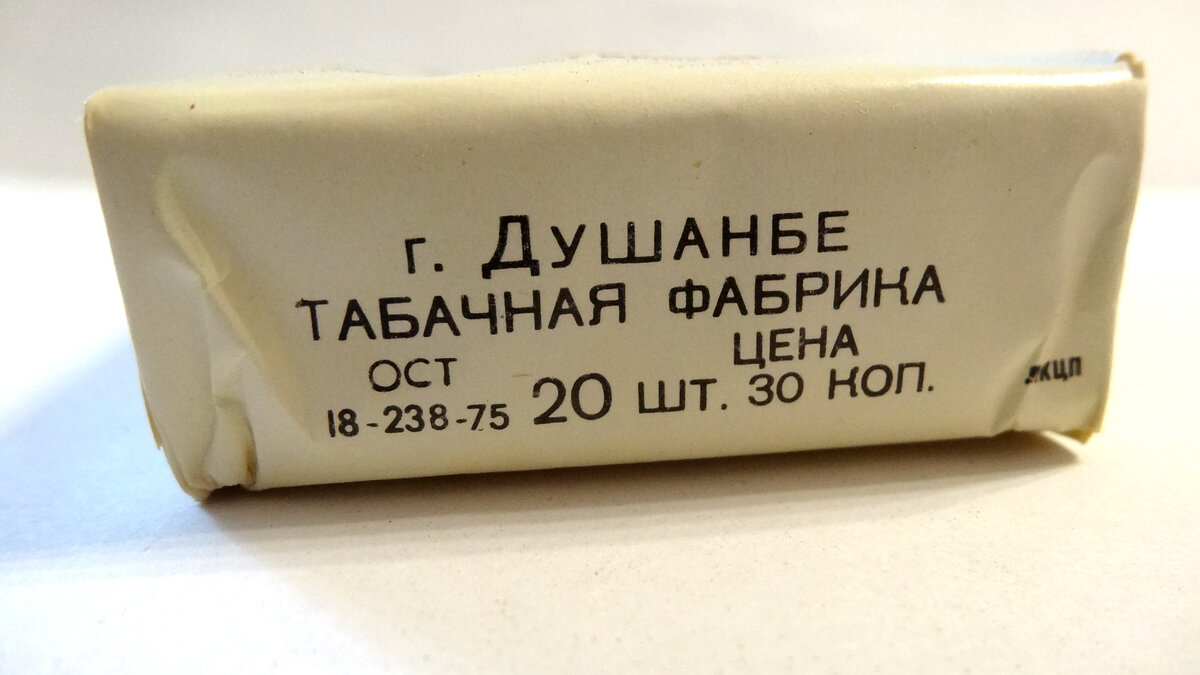 г. ДУШАНБЕ
ТАБАЧНАЯ ФАБРИКА
ОСТ ЦЕНА
18-238-75 20 ШТ. 30 КОП.